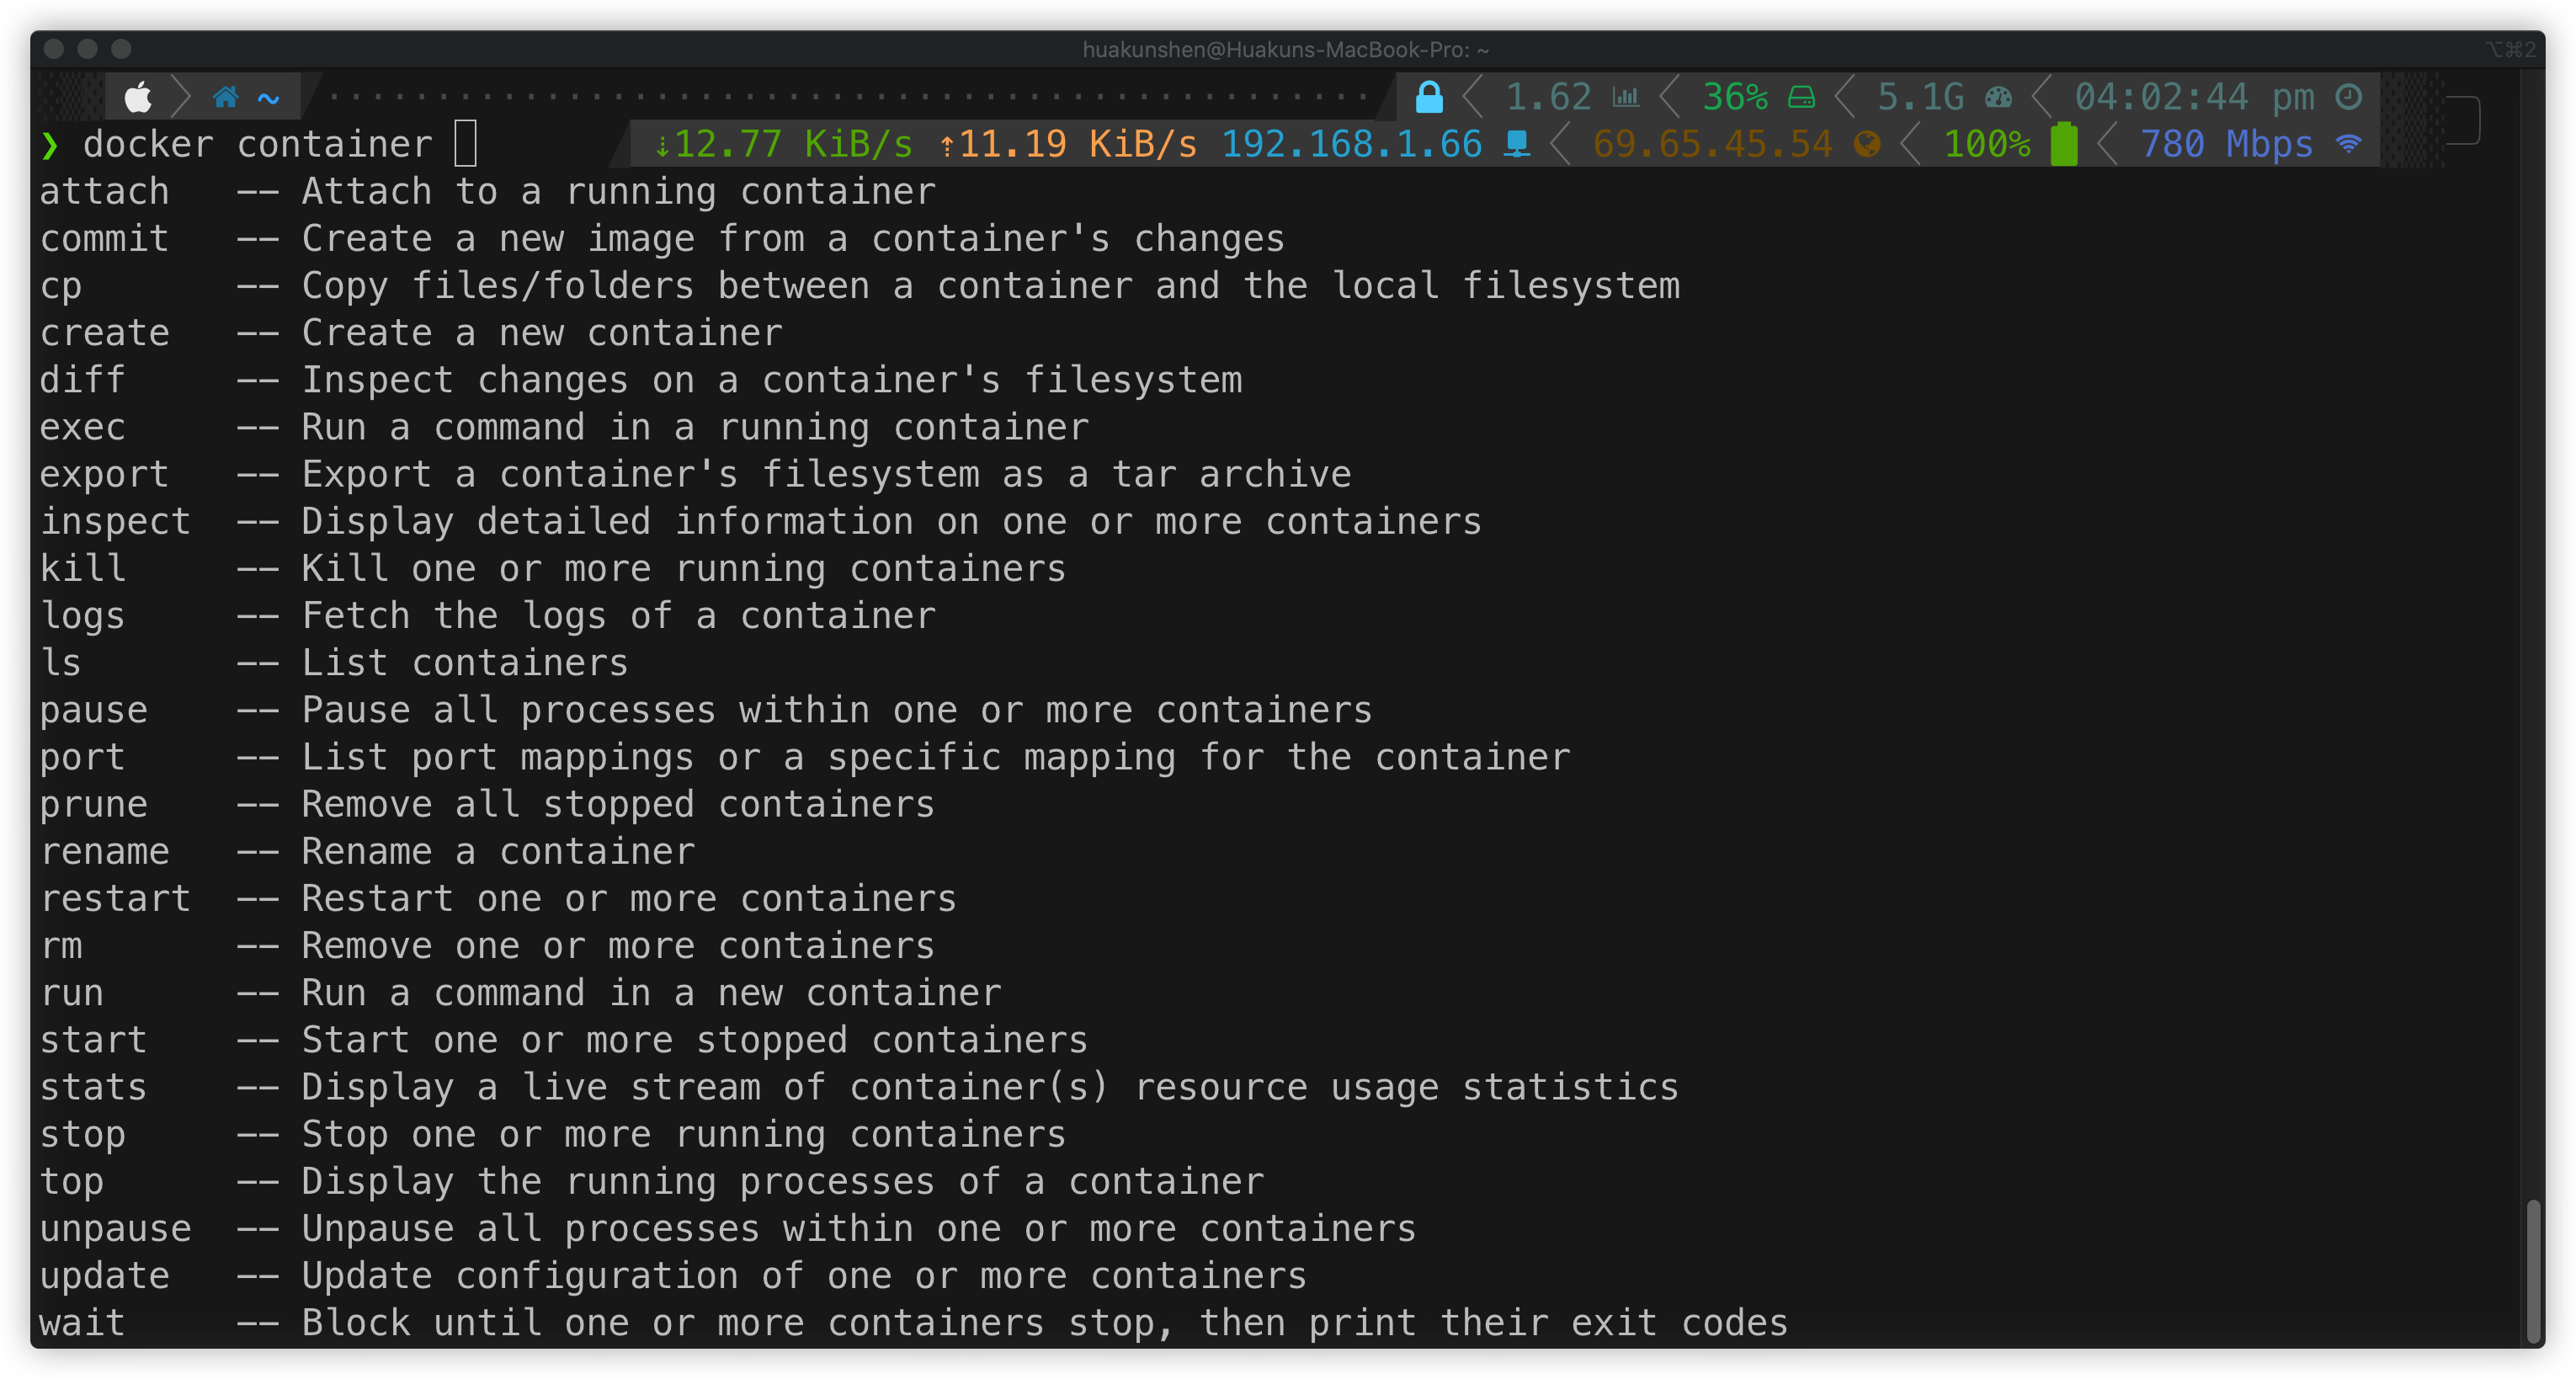 huakunshen@Huakuns-MacBook-Pro: ~ ⌥⌘2
~ 1.62 36% 5.1G 04:02:44 pm
❯ docker container ⇣12.77 KiB/s ⇡11.19 KiB/s 192.168.1.66 69.65.45.54 100% 780 Mbps
attach -- Attach to a running container
commit -- Create a new image from a container's changes
cp -- Copy files/folders between a container and the local filesystem
create -- Create a new container
diff -- Inspect changes on a container's filesystem
exec -- Run a command in a running container
export -- Export a container's filesystem as a tar archive
inspect -- Display detailed information on one or more containers
kill -- Kill one or more running containers
logs -- Fetch the logs of a container
ls -- List containers
pause -- Pause all processes within one or more containers
port -- List port mappings or a specific mapping for the container
prune -- Remove all stopped containers
rename -- Rename a container
restart -- Restart one or more containers
rm -- Remove one or more containers
run -- Run a command in a new container
start -- Start one or more stopped containers
stats -- Display a live stream of container(s) resource usage statistics
stop -- Stop one or more running containers
top -- Display the running processes of a container
unpause -- Unpause all processes within one or more containers
update -- Update configuration of one or more containers
wait -- Block until one or more containers stop, then print their exit codes